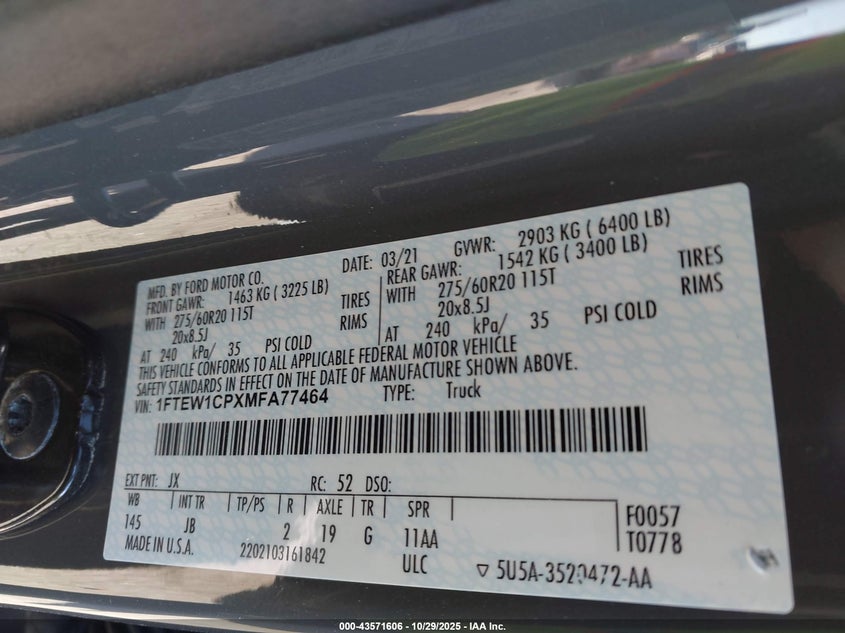 MFD. BY FORD MOTOR CO. DATE: 03/21 GVWR: 2903 KG ( 6400 LB)
FRONT GAWR: 1463 KG ( 3225 LB) REAR GAWR: 1542 KG ( 3400 LB)
WITH 275/60R20 115T TIRES WITH 275/60R20 115T TIRES
20x8.5J RIMS 20x8.5J RIMS
AT 240 kPa/ 35 PSI COLD AT 240 kPa/ 35 PSI COLD
THIS VEHICLE CONFORMS TO ALL APPLICABLE FEDERAL MOTOR VEHICLE
SAFETY STANDARDS IN EFFECT ON THE DATE OF MANUFACTURE SHOWN ABOVE.
VIN: 1FTEW1CPXMFA77464 TYPE: Truck
EXT PNT: JX RC: 52 DSO:
WB INT TR TP/PS R AXLE TR SPR F0057
145 JB 2 19 G 11AA T0778
MADE IN U.S.A. 2202103161842 ULC ▽ 5U5A-3520472-AA
000-43571606 | 10/29/2025 - IAA Inc.